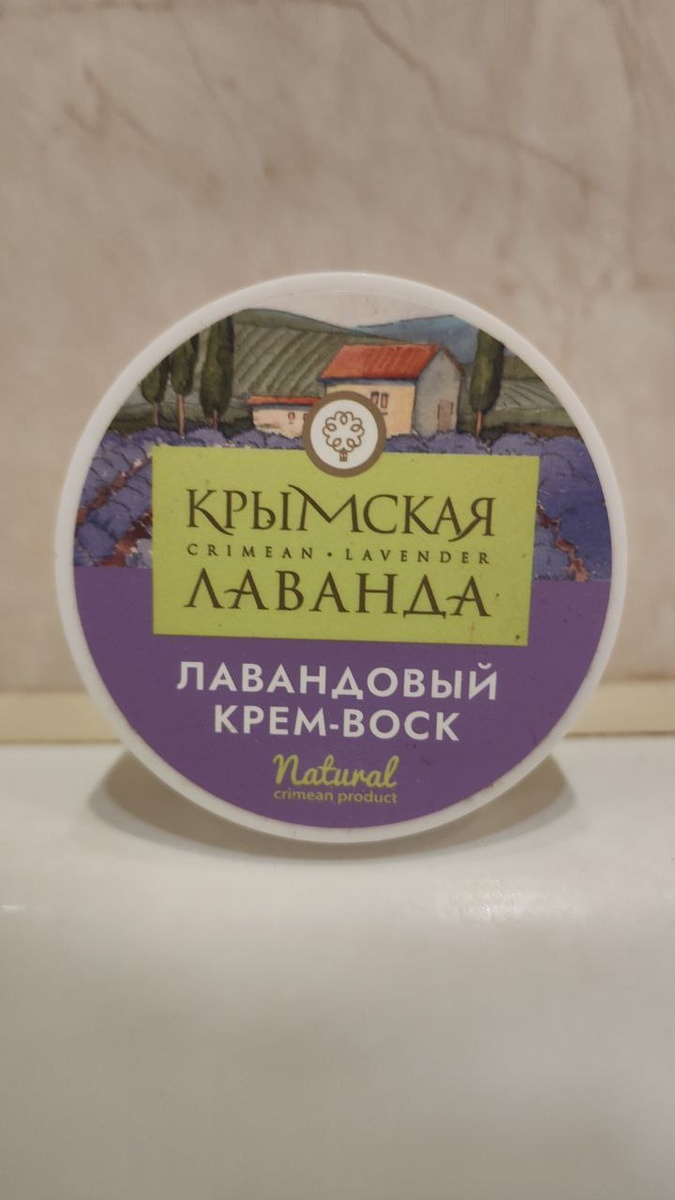 КРЫМСКАЯ
CRIMEAN · LAVENDER
ЛАВАНДА
ЛАВАНДОВЫЙ
КРЕМ-ВОСК
Natural
crimean product